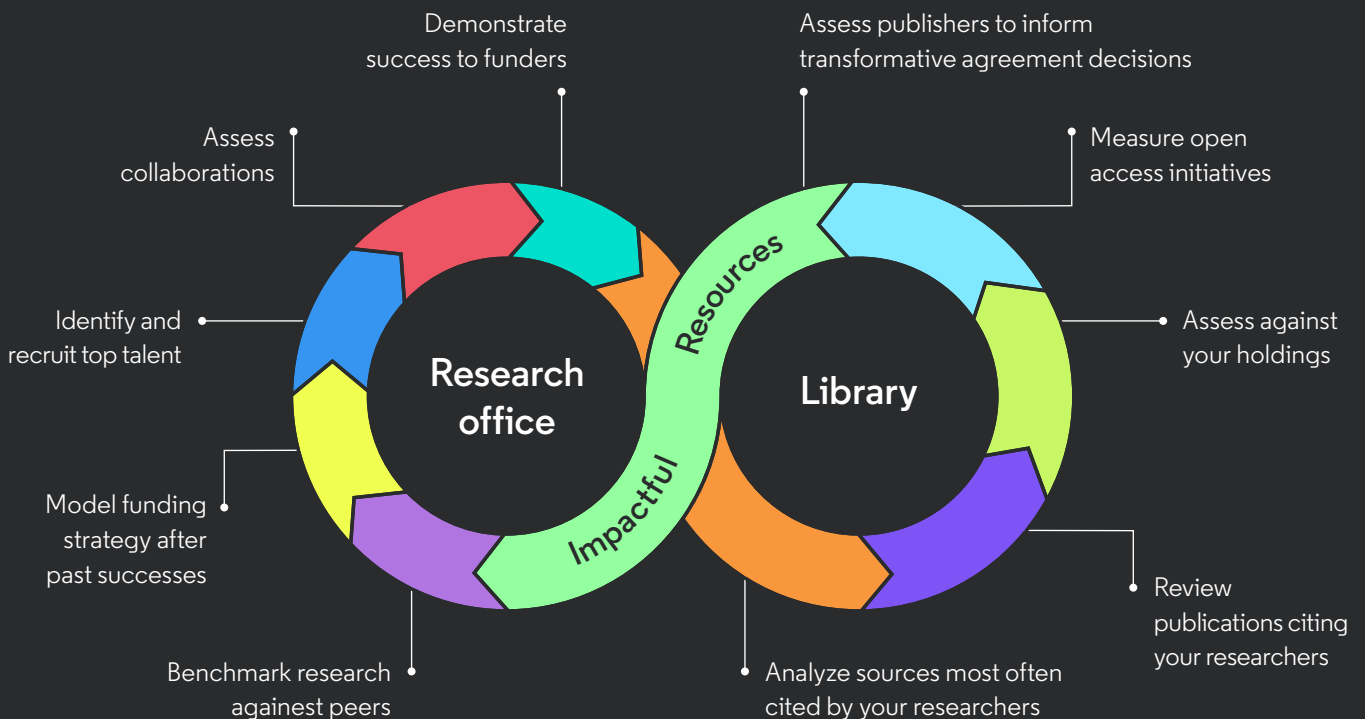 Demonstrate
success to funders
Assess publishers to inform
transformative agreement decisions
Assess
collaborations
Measure open
access initiatives
Identify and
recruit top talent
Research
office
Resources
Impactful
Library
Assess against
your holdings
Model funding
strategy after
past successes
Review
publications citing
your researchers
Benchmark research
againest peers
Analyze sources most often
cited by your researchers